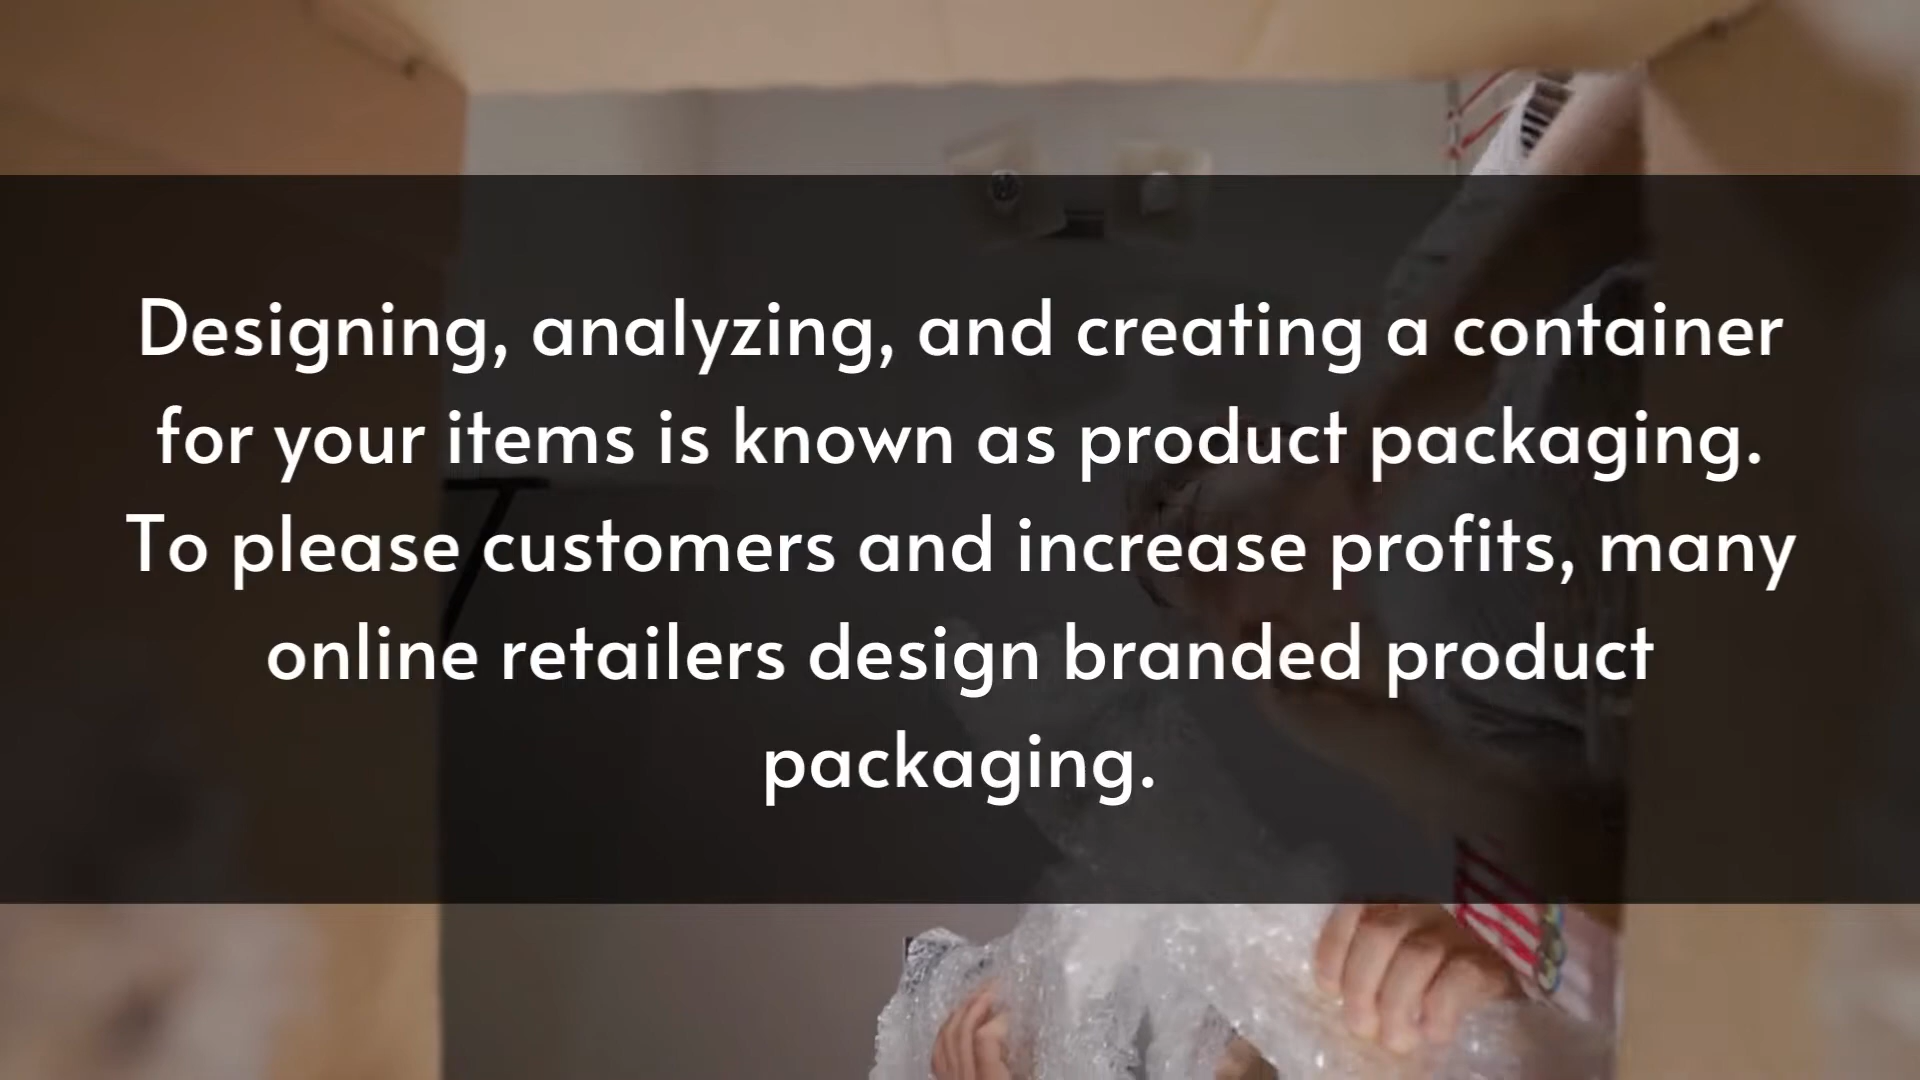 Designing, analyzing, and creating a container
for your items is known as product packaging.
To please customers and increase profits, many
online retailers design branded product
packaging.